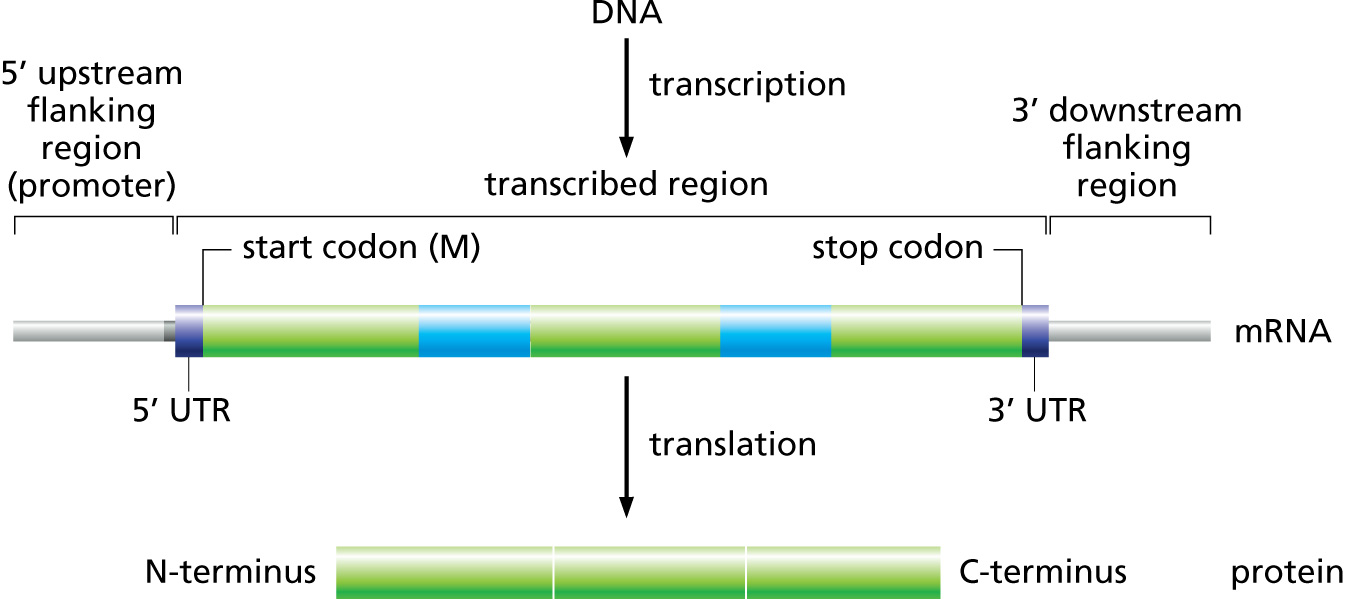 DNA
transcription
5’ upstream
flanking
region
(promoter)
3’ downstream
flanking
region
transcribed region
start codon (M)
stop codon
mRNA
5’ UTR
3’ UTR
translation
N-terminus
C-terminus
protein